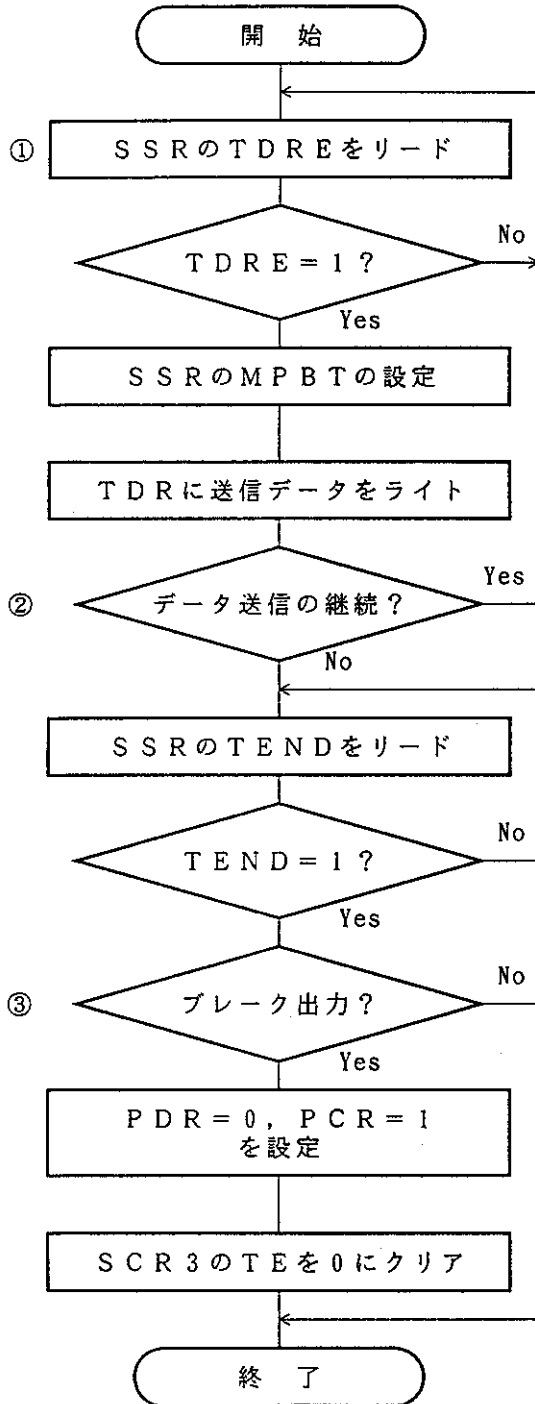 開 始
① SSRのTDREをリード
TDRE=1?
No
Yes
SSRのMPBTの設定
TDRに送信データをライト
② データ送信の継続?
Yes
No
SSRのTENDをリード
TEND=1?
No
Yes
③ ブレーク出力?
No
Yes
PDR=0, PCR=1
を設定
SCR3のTEを0にクリア
終 了